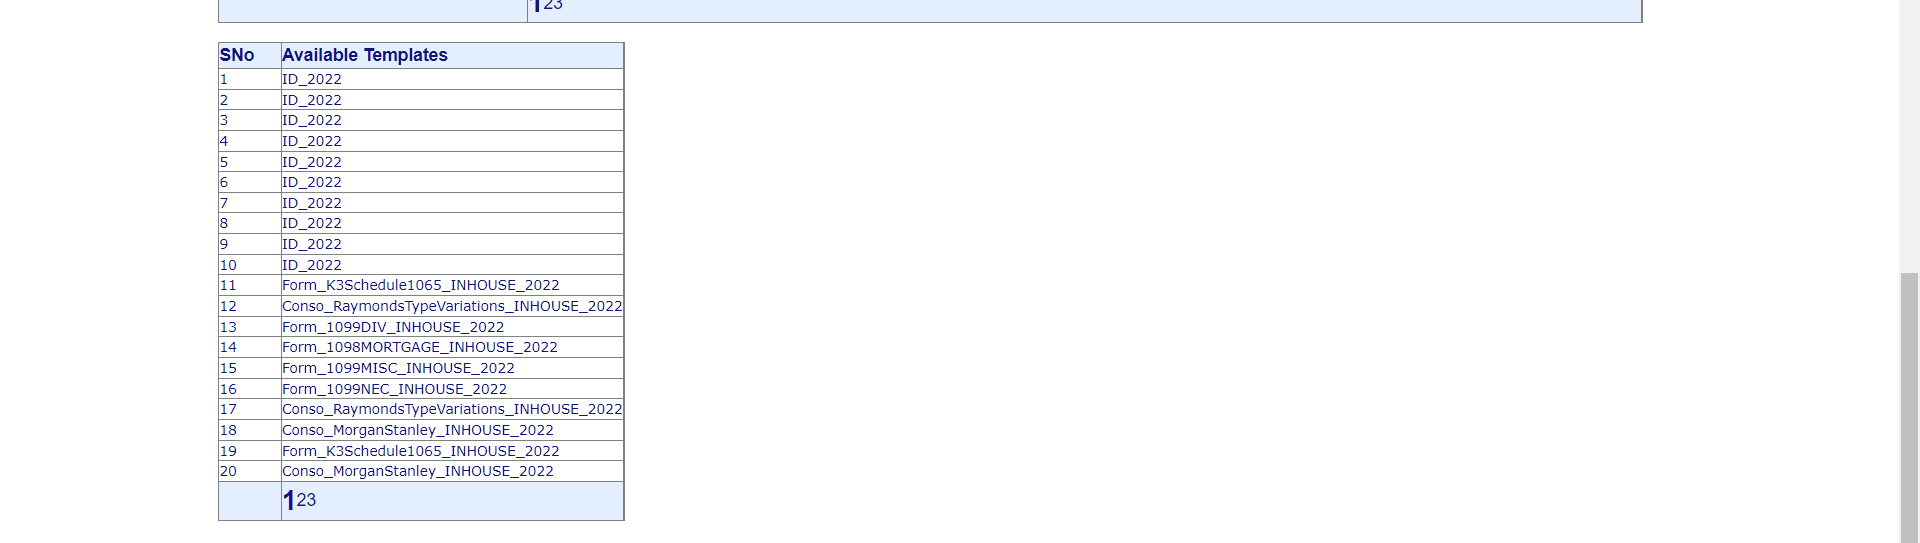 123
SNo Available Templates
1 ID_2022
2 ID_2022
3 ID_2022
4 ID_2022
5 ID_2022
6 ID_2022
7 ID_2022
8 ID_2022
9 ID_2022
10 ID_2022
11 Form_K3Schedule1065_INHOUSE_2022
12 Conso_RaymondsTypeVariations_INHOUSE_2022
13 Form_1099DIV_INHOUSE_2022
14 Form_1098MORTGAGE_INHOUSE_2022
15 Form_1099MISC_INHOUSE_2022
16 Form_1099NEC_INHOUSE_2022
17 Conso_RaymondsTypeVariations_INHOUSE_2022
18 Conso_MorganStanley_INHOUSE_2022
19 Form_K3Schedule1065_INHOUSE_2022
20 Conso_MorganStanley_INHOUSE_2022
123